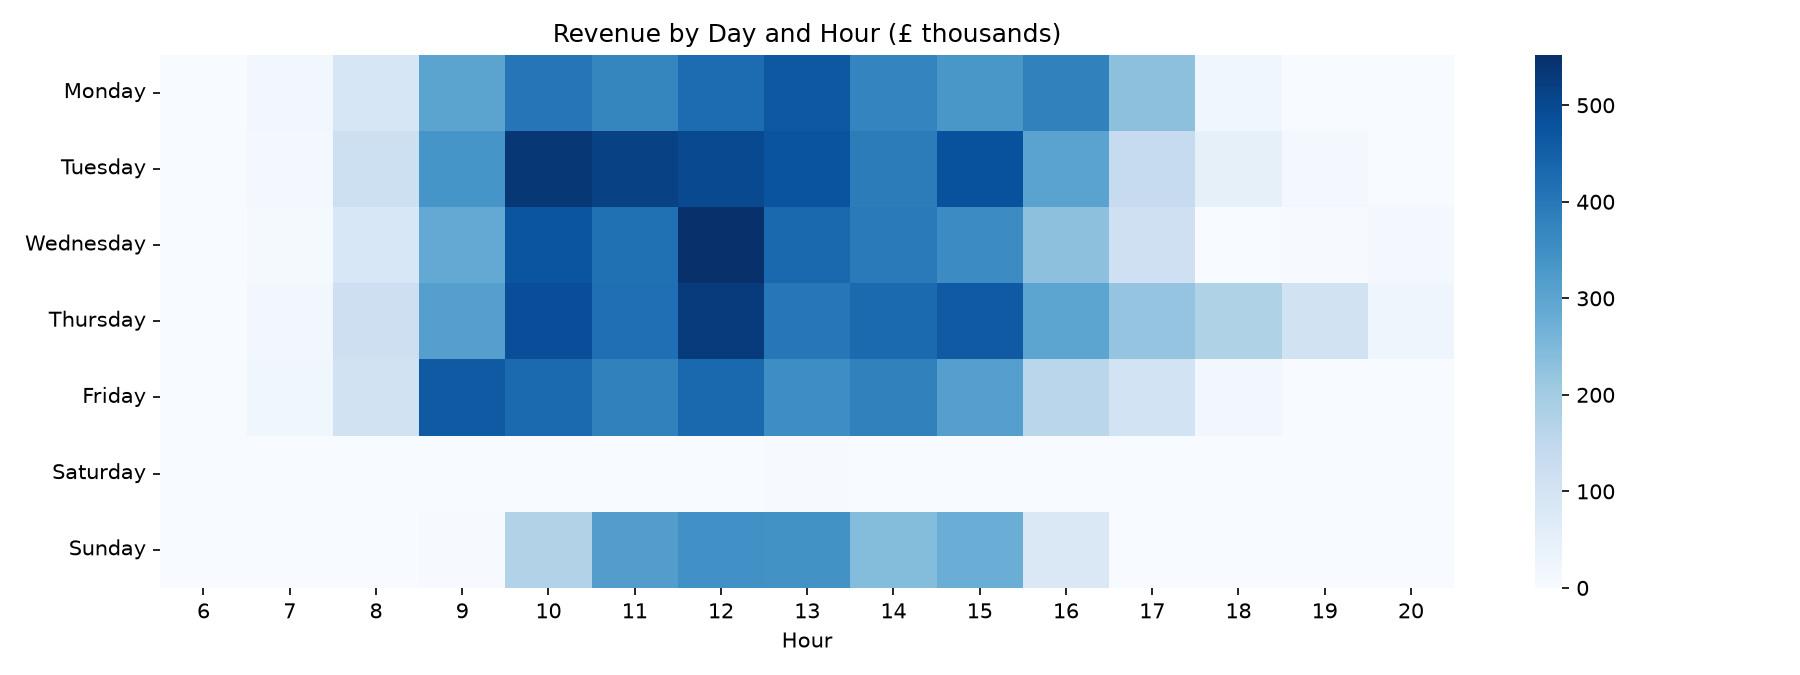 Revenue by Day and Hour (£ thousands)
Monday
Tuesday
Wednesday
Thursday
Friday
Saturday
Sunday
6 7 8 9 10 11 12 13 14 15 16 17 18 19 20
Hour
500
400
300
200
100
0